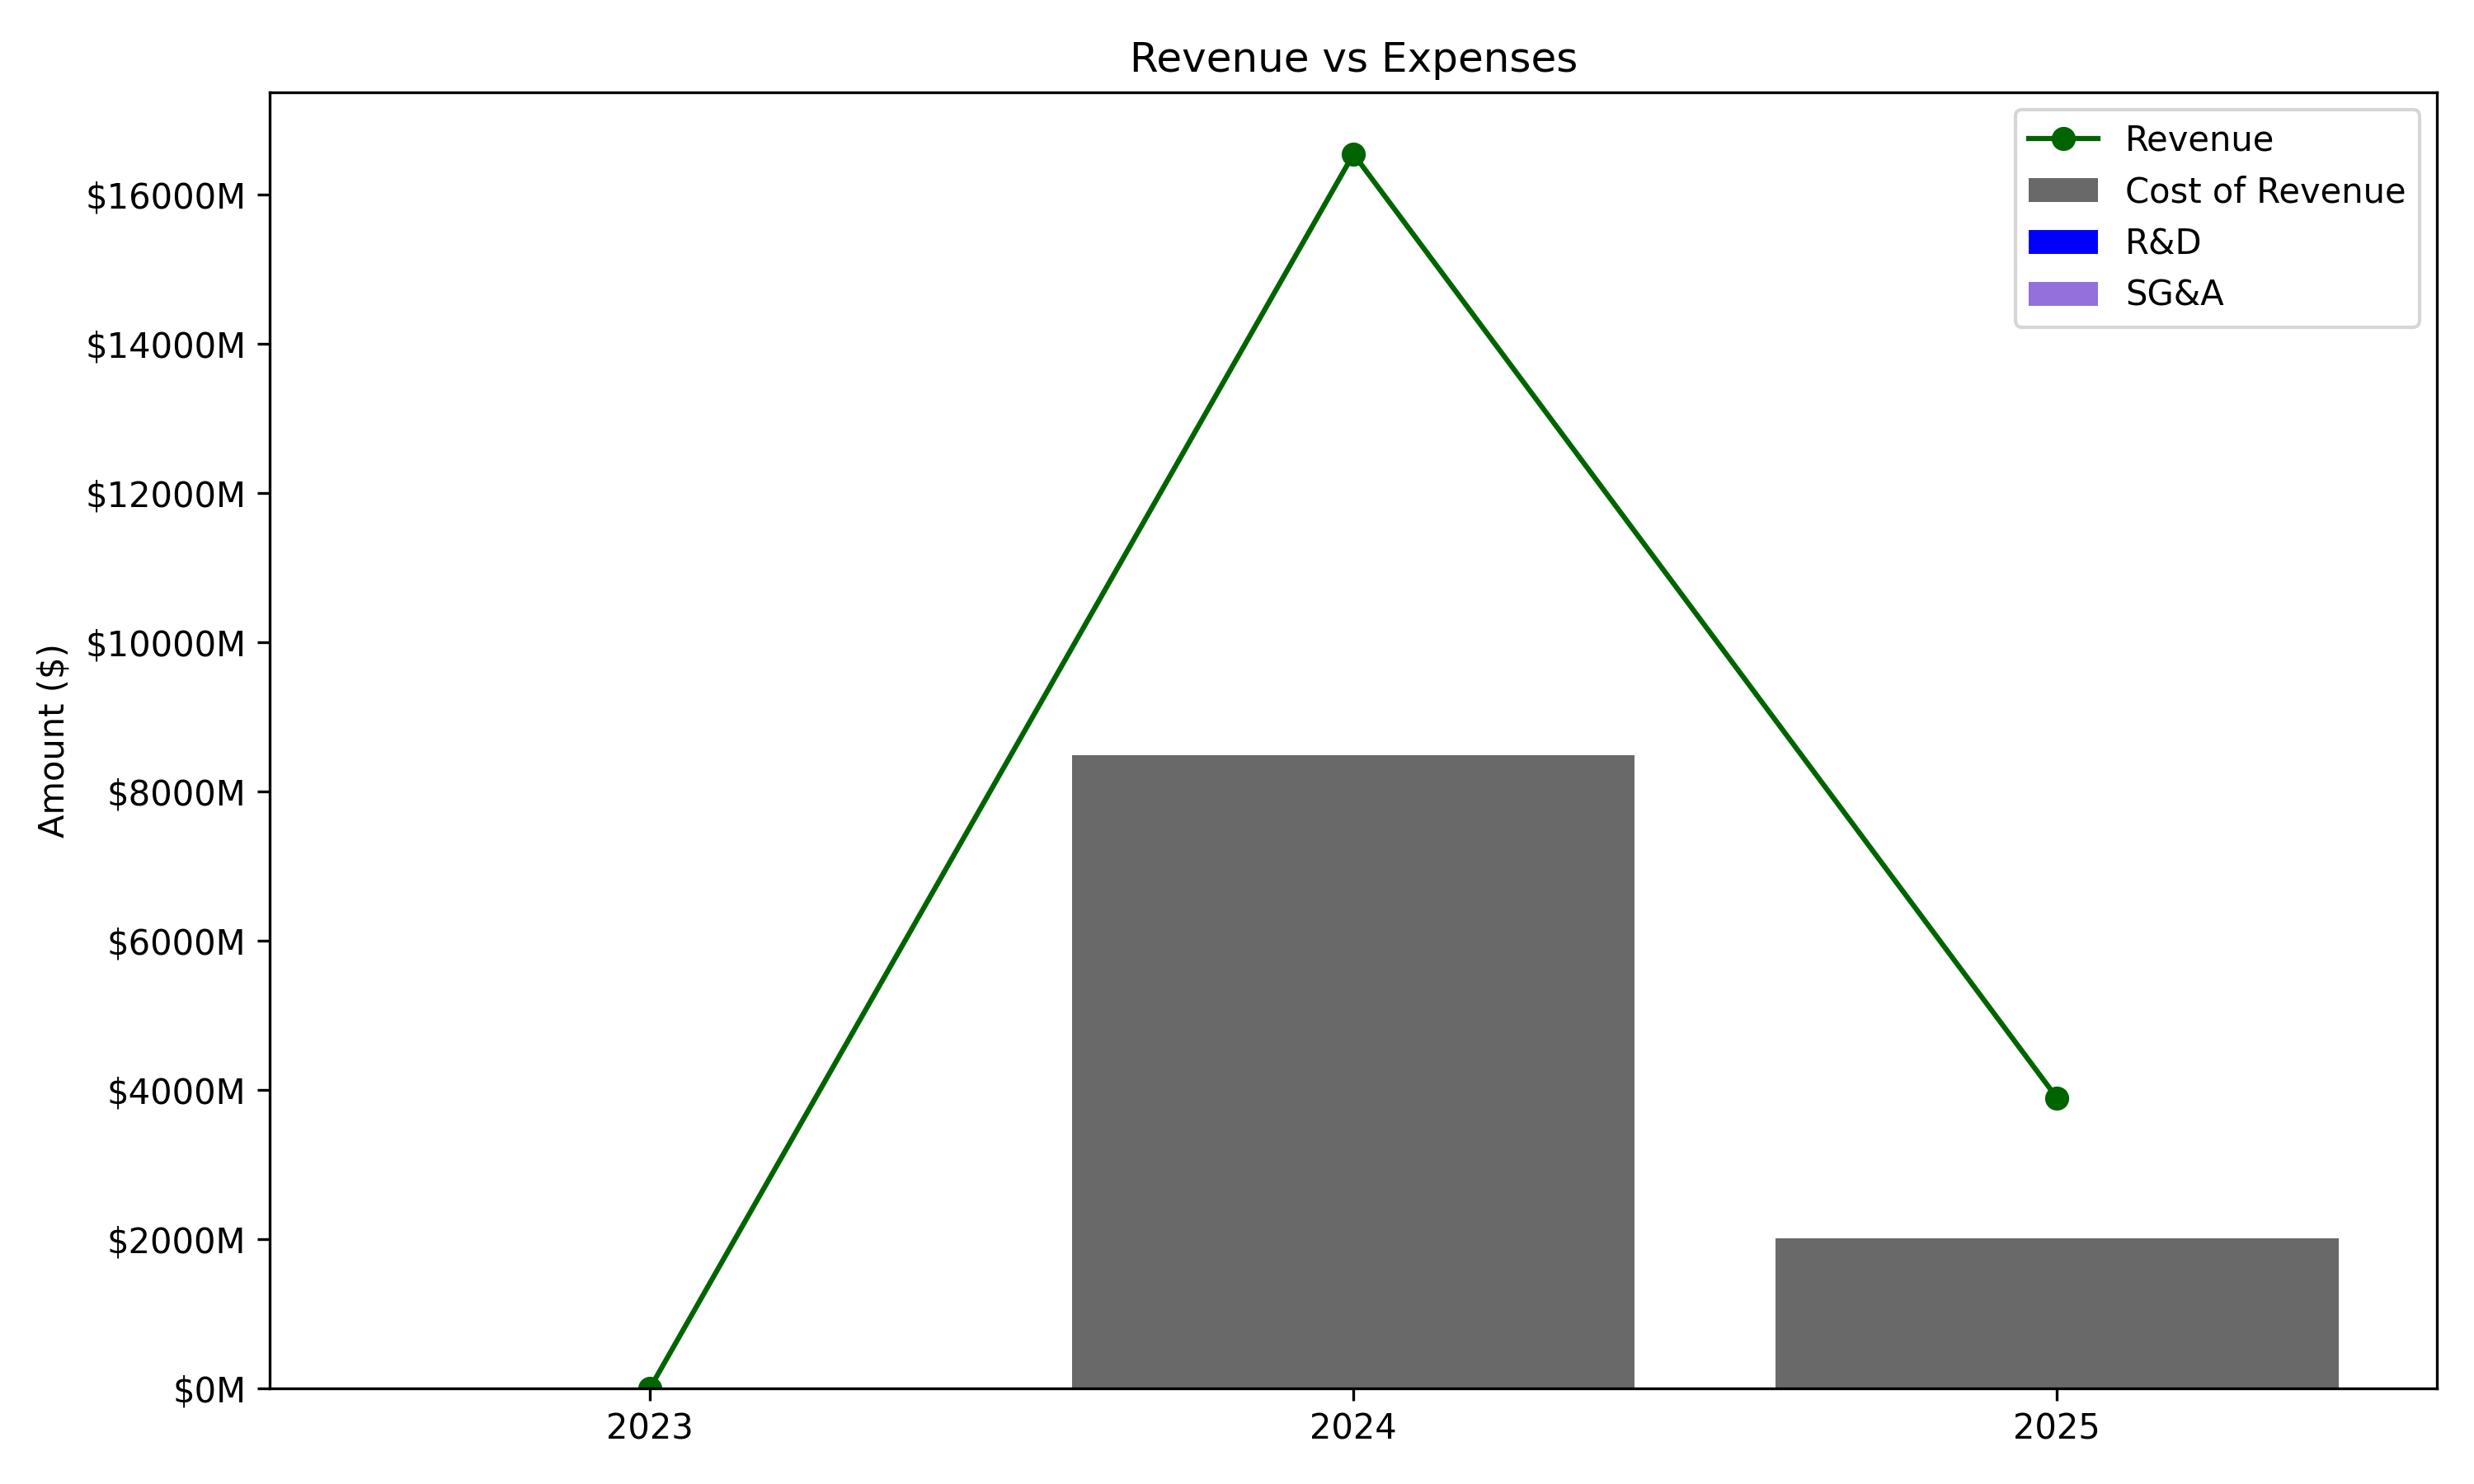 Revenue vs Expenses
Revenue
Cost of Revenue
R&D
SG&A
Amount ($)
$16000M
$14000M
$12000M
$10000M
$8000M
$6000M
$4000M
$2000M
$0M
2023
2024
2025